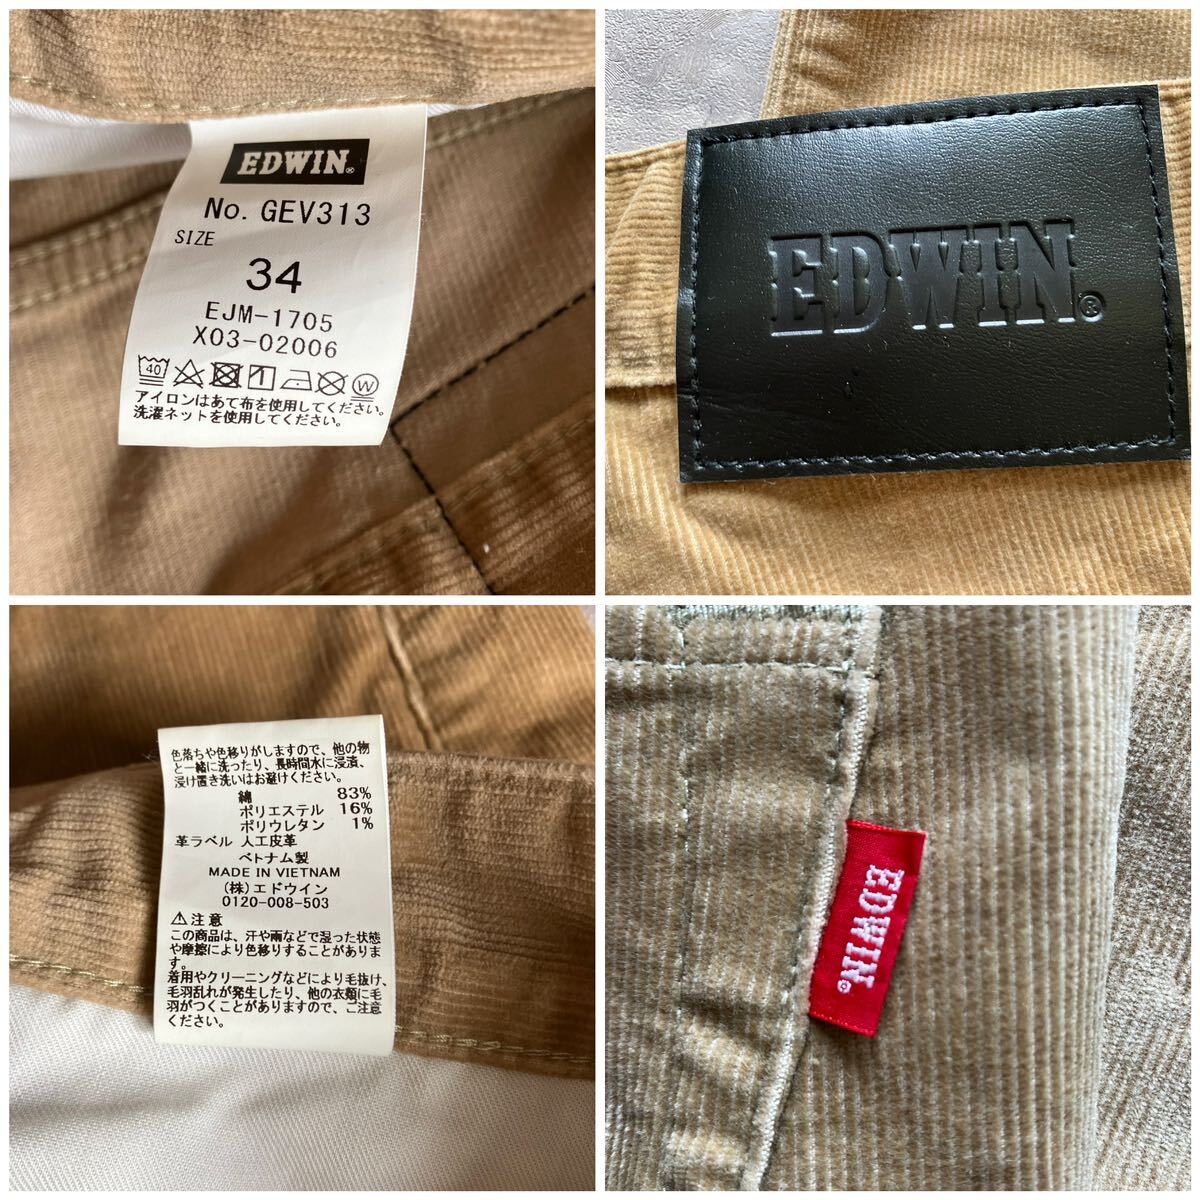 EDWIN®
No. GEV313
SIZE
34
EJM-1705
X03-02006
40
1
W
アイロンはあて布を使用してください。
洗濯ネットを使用してください。
EDWIN®
色落ちや色移りがしますので、他の物
と一緒に洗ったり、長時間水に浸漬、
浸け置き洗いはお避けください。
綿 83%
ポリエステル 16%
ポリウレタン 1%
革ラベル 人工皮革
ベトナム製
MADE IN VIETNAM
(株)エドウイン
0120-008-503
⚠注意
この商品は、汗や雨などで湿った状態
や摩擦により色移りすることがありま
す。
着用やクリーニングなどにより毛抜け、
毛羽乱れが発生したり、他の衣類に毛
羽がつくことがありますので、ご注意
ください。
EDWIN®